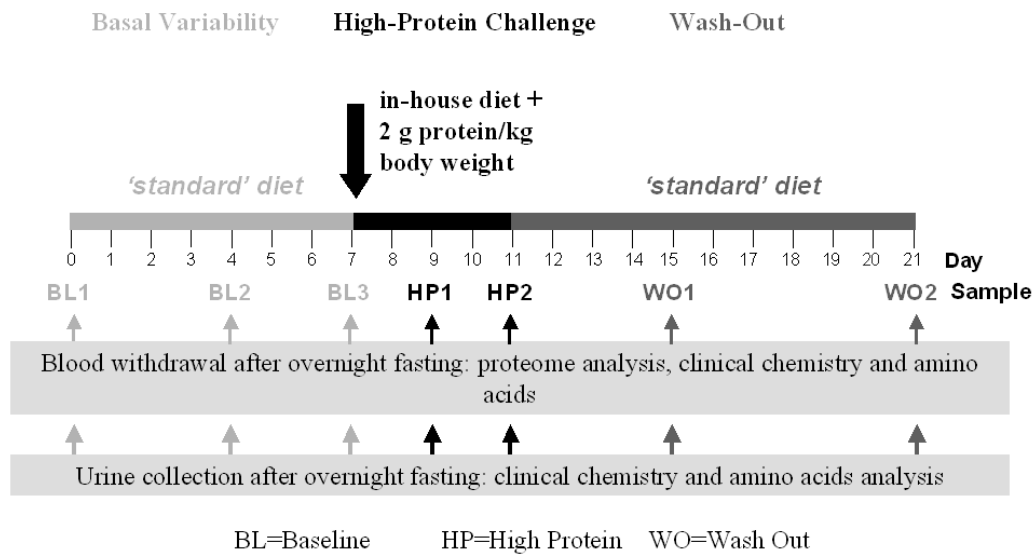 Basal Variability High-Protein Challenge Wash-Out
in-house diet +
2 g protein/kg
body weight
‘standard’ diet ‘standard’ diet
0 1 2 3 4 5 6 7 8 9 10 11 12 13 14 15 16 17 18 19 20 21 Day
BL1 BL2 BL3 HP1 HP2 WO1 WO2 Sample
Blood withdrawal after overnight fasting: proteome analysis, clinical chemistry and amino
acids
Urine collection after overnight fasting: clinical chemistry and amino acids analysis
BL=Baseline HP=High Protein WO=Wash Out